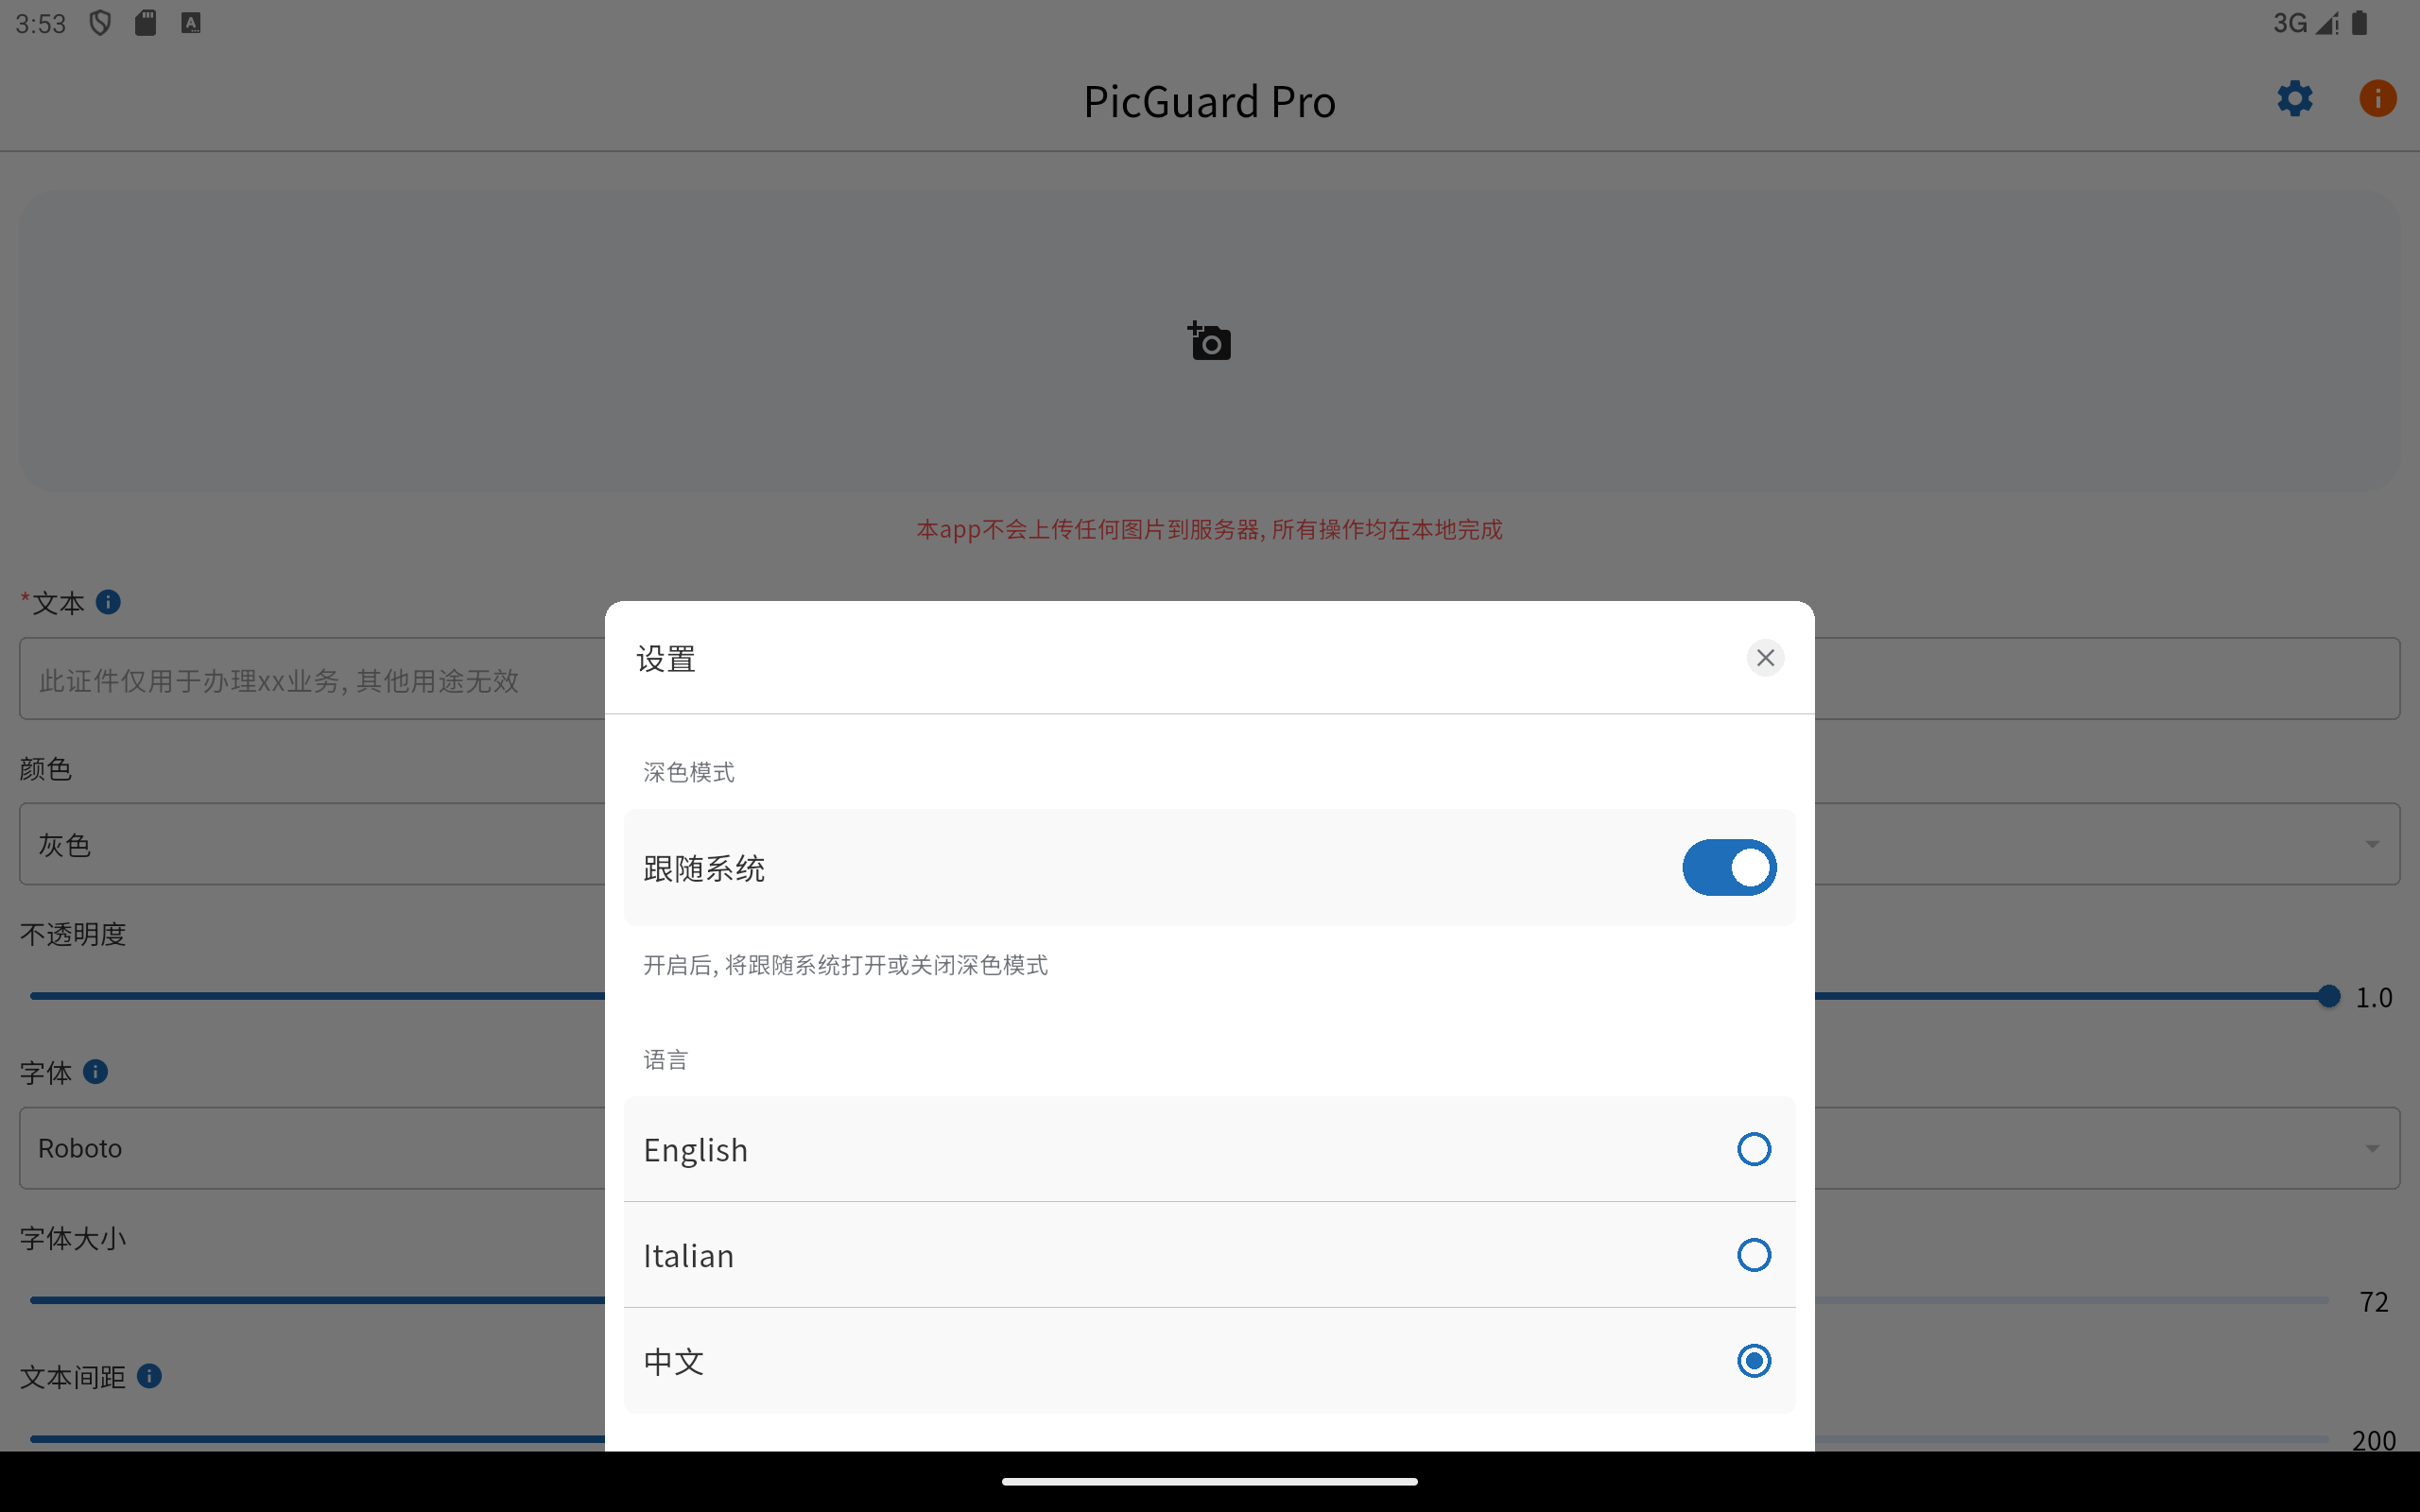 3:53
3G
PicGuard Pro
本app不会上传任何图片到服务器, 所有操作均在本地完成
*文本
此证件仅用于办理xx业务, 其他用途无效
颜色
灰色
不透明度
1.0
字体
Roboto
字体大小
72
文本间距
200
设置
深色模式
跟随系统
开启后, 将跟随系统打开或关闭深色模式
语言
English
Italian
中文